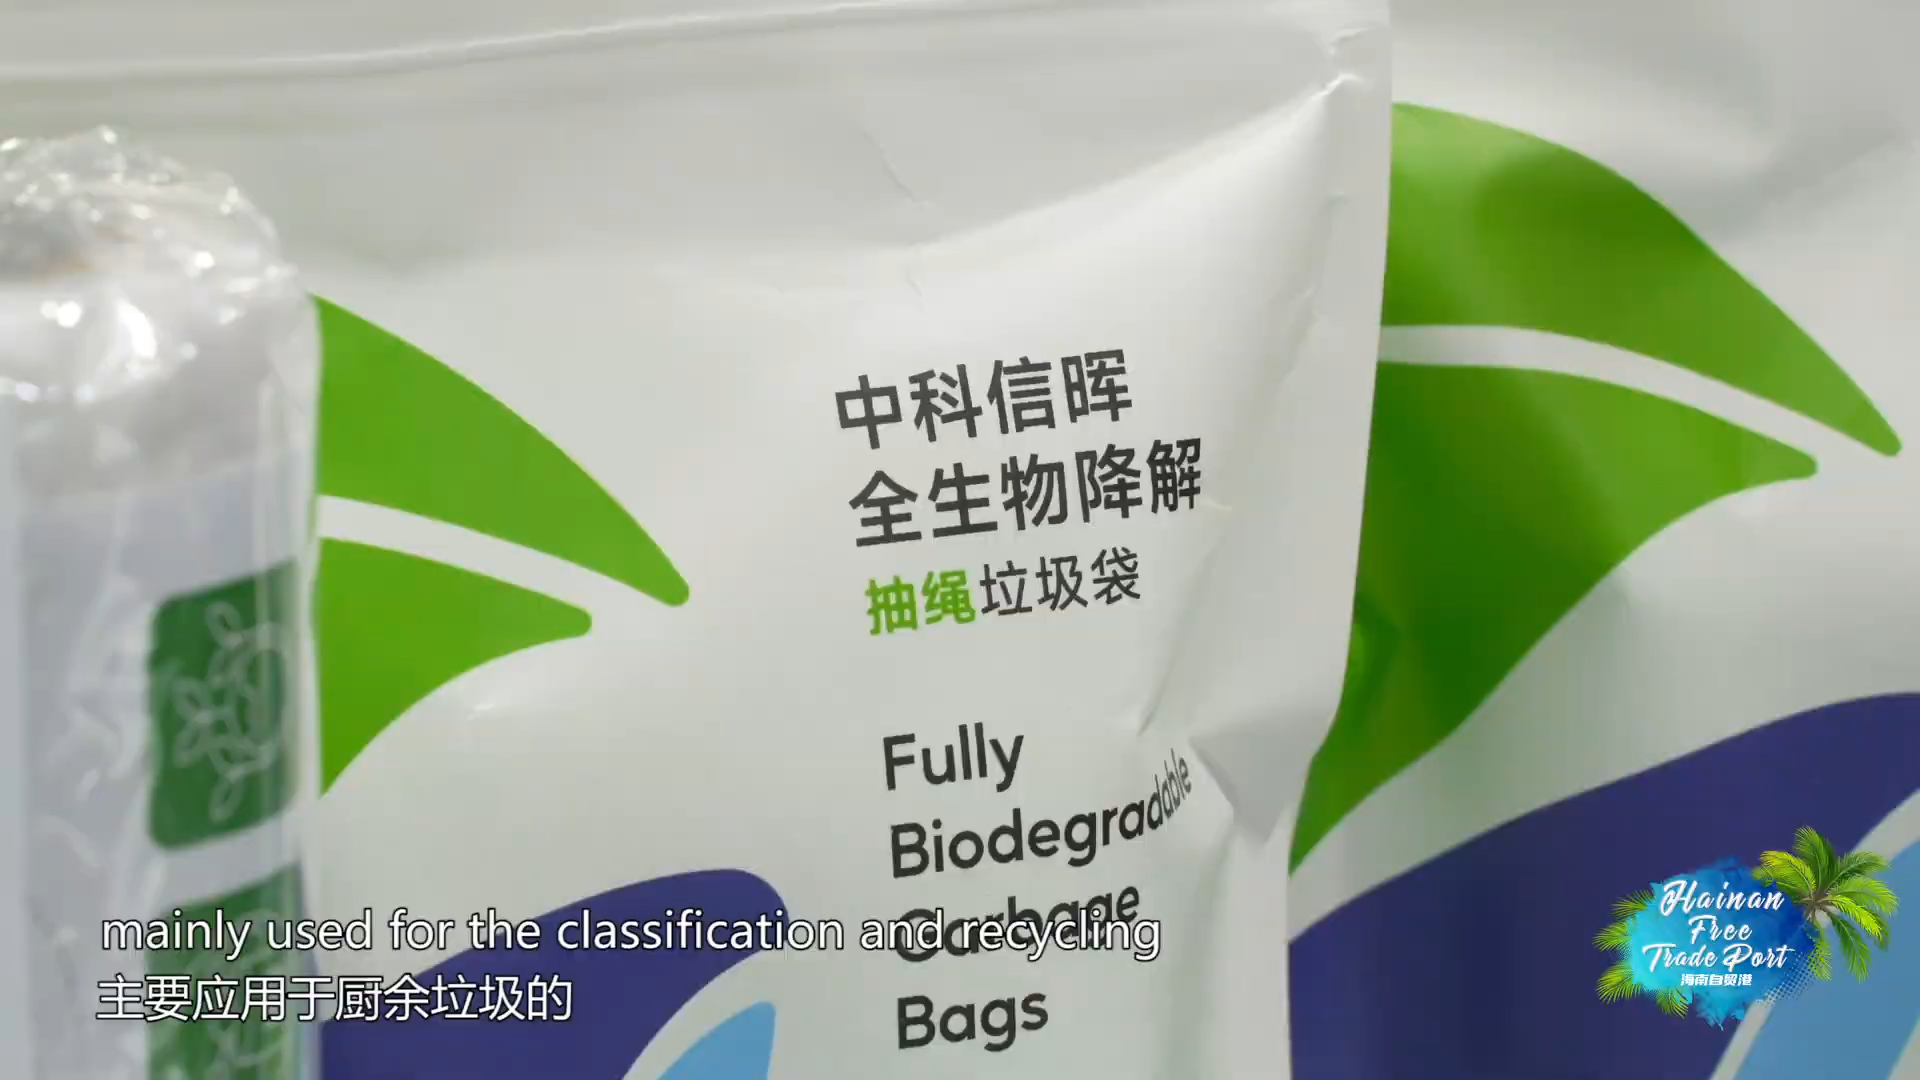 中科信晖
全生物降解
抽绳垃圾袋
Fully
Biodegradable
Garbage
Bags
mainly used for the classification and recycling
主要应用于厨余垃圾的
Hainan
Free
Trade Port
海南自贸港